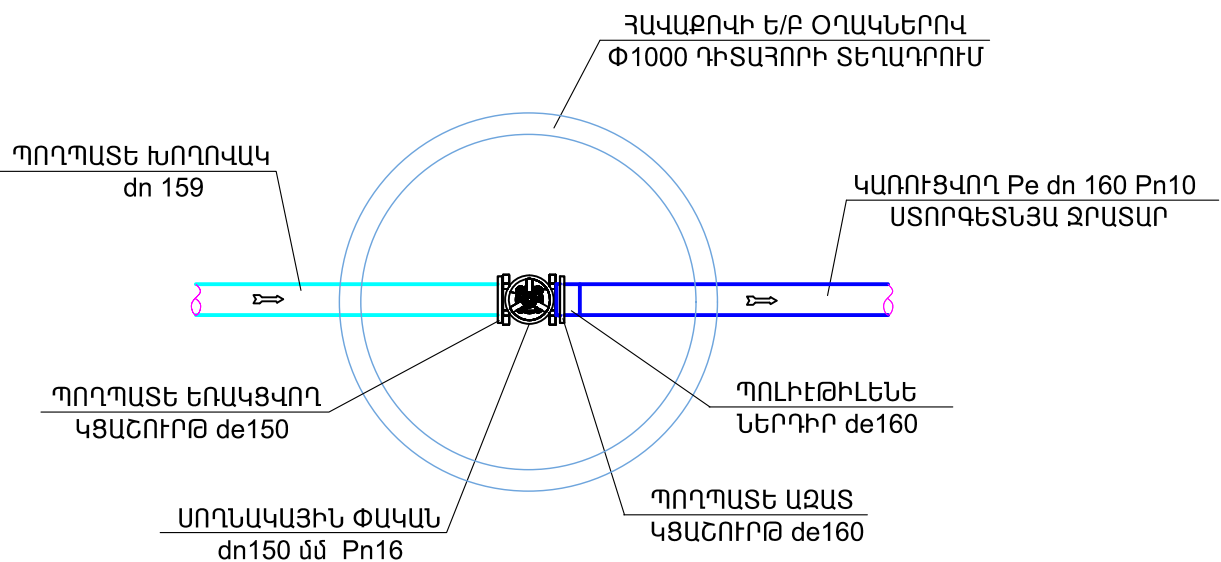 ՀԱՎԱՔՈՎԻ Ե/Բ ՕՂԱԿՆԵՐՈՎ
Φ1000 ԴԻՏԱՀՈՐԻ ՏԵՂԱԴՐՈՒՄ
ՊՈՂՊԱՏԵ ԽՈՂՈՎԱԿ
dn 159
ԿԱՌՈՒՑՎՈՂ Pe dn 160 Pn10
ՍՏՈՐԳԵՏՆՅԱ ՋՐԱՏԱՐ
ՊՈՂՊԱՏԵ ԵՌԱԿՑՎՈՂ
ԿՑԱՇՈՒՐԹ de150
ՊՈԼԻԷԹԻԼԵՆԵ
ՆԵՐԴԻՐ de160
ՍՈՂՆԱԿԱՅԻՆ ՓԱԿԱՆ
dn150 մմ Pn16
ՊՈՂՊԱՏԵ ԱԶԱՏ
ԿՑԱՇՈՒՐԹ de160